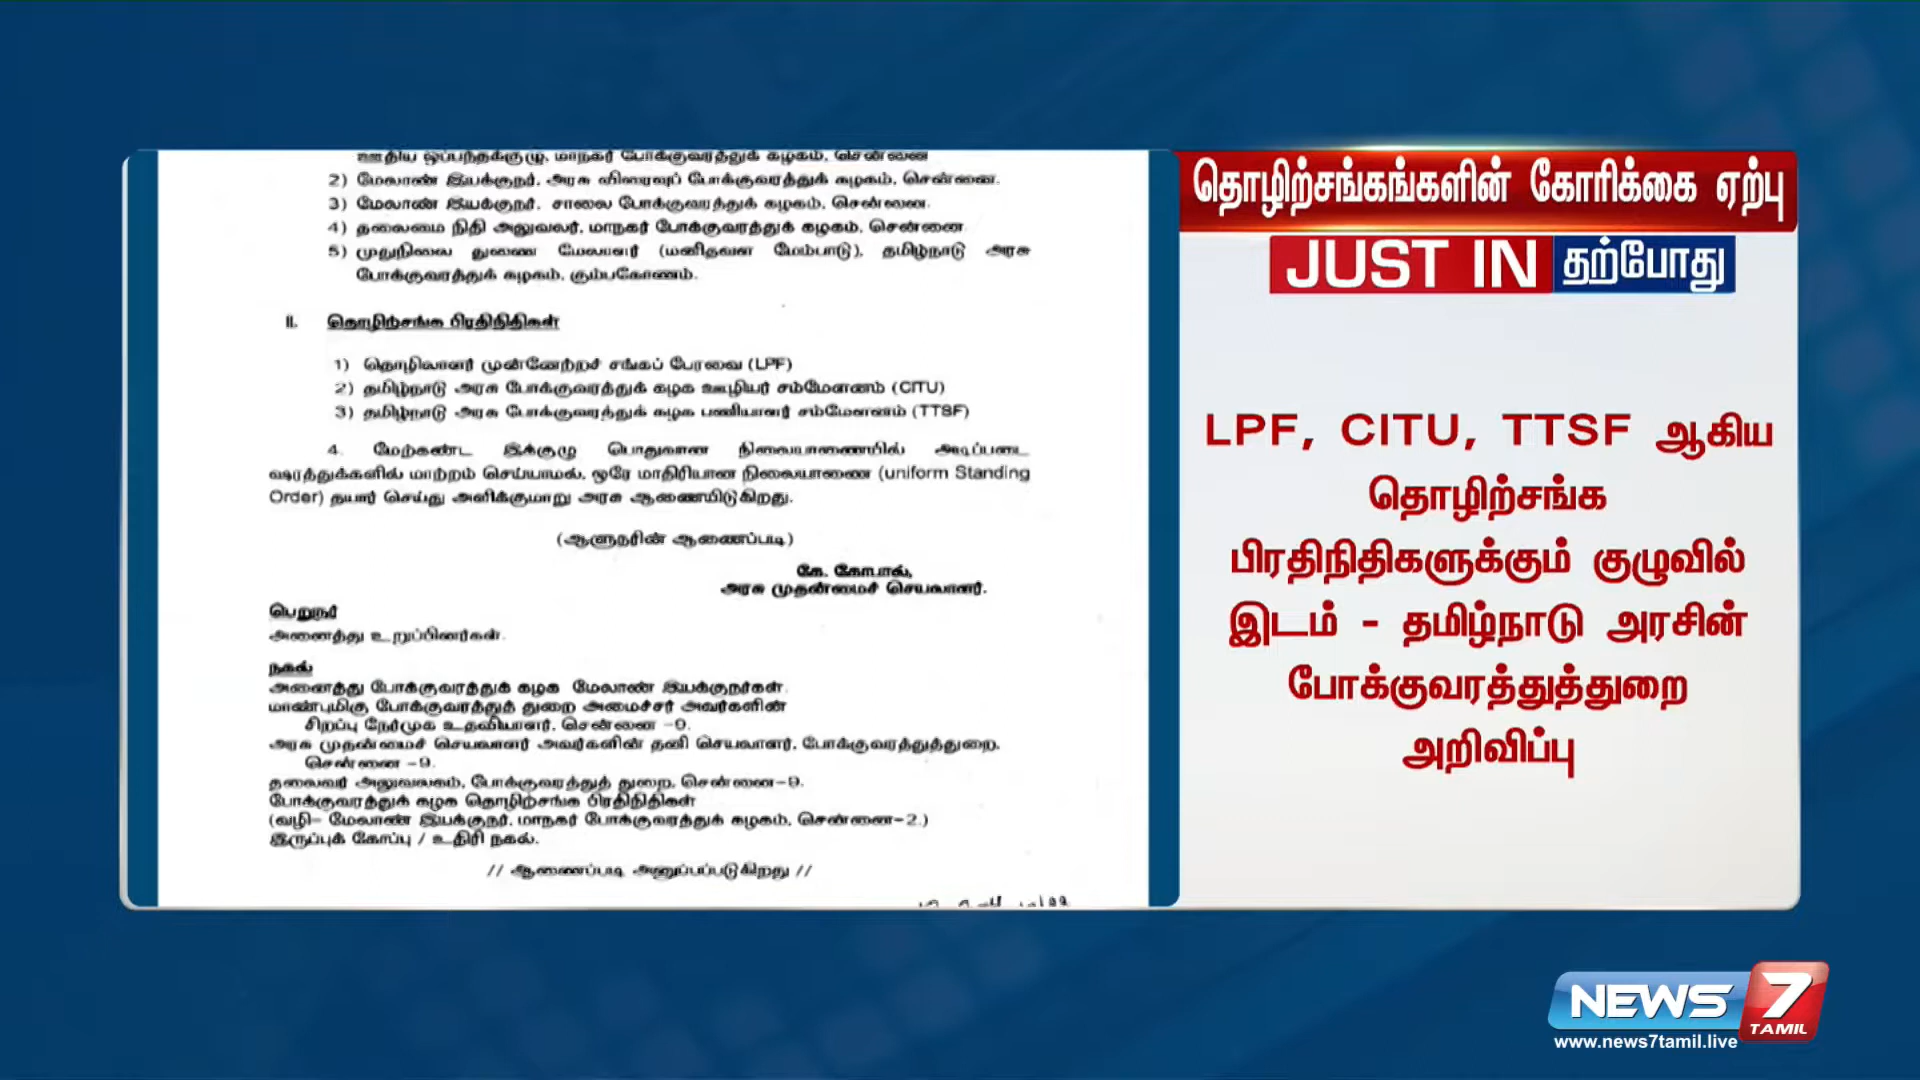 ஊதிய ஒப்பந்தக்குழு, மாநகர் போக்குவரத்துக் கழகம், சென்னை
2) மேலாண் இயக்குநர், அரசு விரைவுப் போக்குவரத்துக் கழகம், சென்னை.
3) மேலாண் இயக்குநர், சாலை போக்குவரத்துக் கழகம், சென்னை.
4) தலைமை நிதி அலுவலர், மாநகர் போக்குவரத்துக் கழகம், சென்னை
5) முதுநிலை துணை மேலாளர் (மனிதவள மேம்பாடு), தமிழ்நாடு அரசு
போக்குவரத்துக் கழகம், கும்பகோணம்.
II. தொழிற்சங்க பிரதிநிதிகள்
1) தொழிலாளர் முன்னேற்றச் சங்கப் பேரவை (LPF)
2) தமிழ்நாடு அரசு போக்குவரத்துக் கழக ஊழியர் சம்மேளனம் (CITU)
3) தமிழ்நாடு அரசு போக்குவரத்துக் கழக பணியாளர் சம்மேளனம் (TTSF)
4. மேற்கண்ட இக்குழு பொதுவான நிலையாணையில் அடிப்படை
ஷரத்துக்களில் மாற்றம் செய்யாமல், ஒரே மாதிரியான நிலையாணை (uniform Standing
Order) தயார் செய்து அளிக்குமாறு அரசு ஆணையிடுகிறது.
(ஆளுநரின் ஆணைப்படி)
கே. கோபால்,
அரசு முதன்மைச் செயலாளர்.
பெறுநர்
அனைத்து உறுப்பினர்கள்.
நகல்
அனைத்து போக்குவரத்துக் கழக மேலாண் இயக்குநர்கள்.
மாண்புமிகு போக்குவரத்துத் துறை அமைச்சர் அவர்களின்
சிறப்பு நேர்முக உதவியாளர், சென்னை -9.
அரசு முதன்மைச் செயலாளர் அவர்களின் தனி செயலாளர், போக்குவரத்துத்துறை,
சென்னை -9.
தலைவர் அலுவலகம், போக்குவரத்துத் துறை, சென்னை-9.
போக்குவரத்துக் கழக தொழிற்சங்க பிரதிநிதிகள்
(வழி- மேலாண் இயக்குநர், மாநகர் போக்குவரத்துக் கழகம், சென்னை-2.)
இருப்புக் கோப்பு / உதிரி நகல்.
// ஆணைப்படி அனுப்பப்படுகிறது //
தொழிற்சங்கங்களின் கோரிக்கை ஏற்பு
JUST IN தற்போது
LPF, CITU, TTSF ஆகிய
தொழிற்சங்க
பிரதிநிதிகளுக்கும் குழுவில்
இடம் - தமிழ்நாடு அரசின்
போக்குவரத்துத்துறை
அறிவிப்பு
NEWS 7
TAMIL
www.news7tamil.live